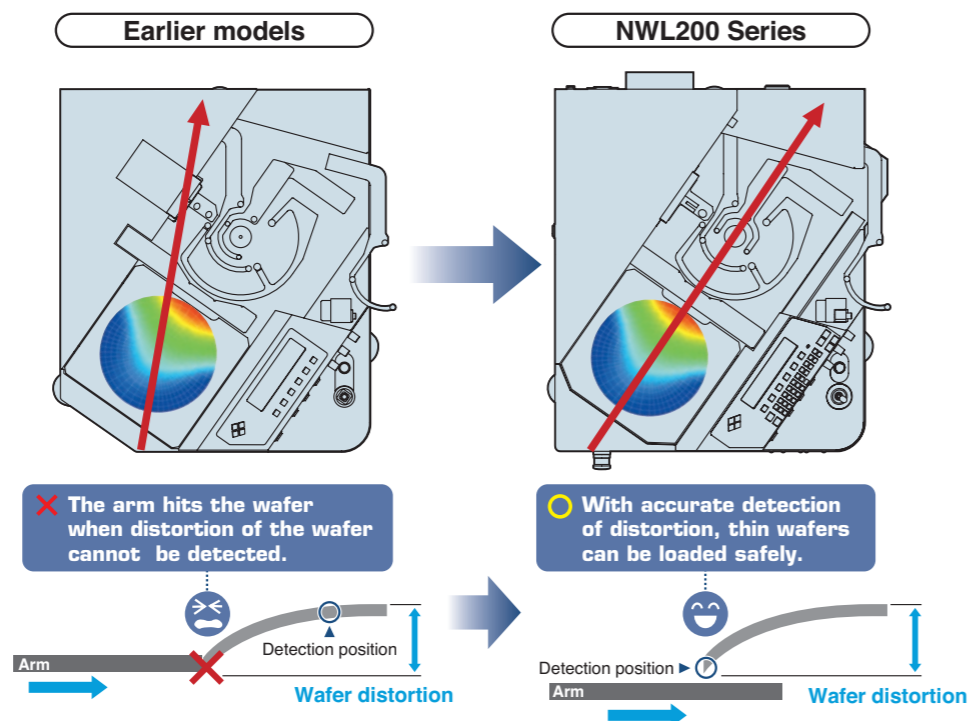 Earlier models
NWL200 Series
The arm hits the wafer
when distortion of the wafer
cannot be detected.
With accurate detection
of distortion, thin wafers
can be loaded safely.
Detection position
Arm
Wafer distortion
Detection position
Arm
Wafer distortion